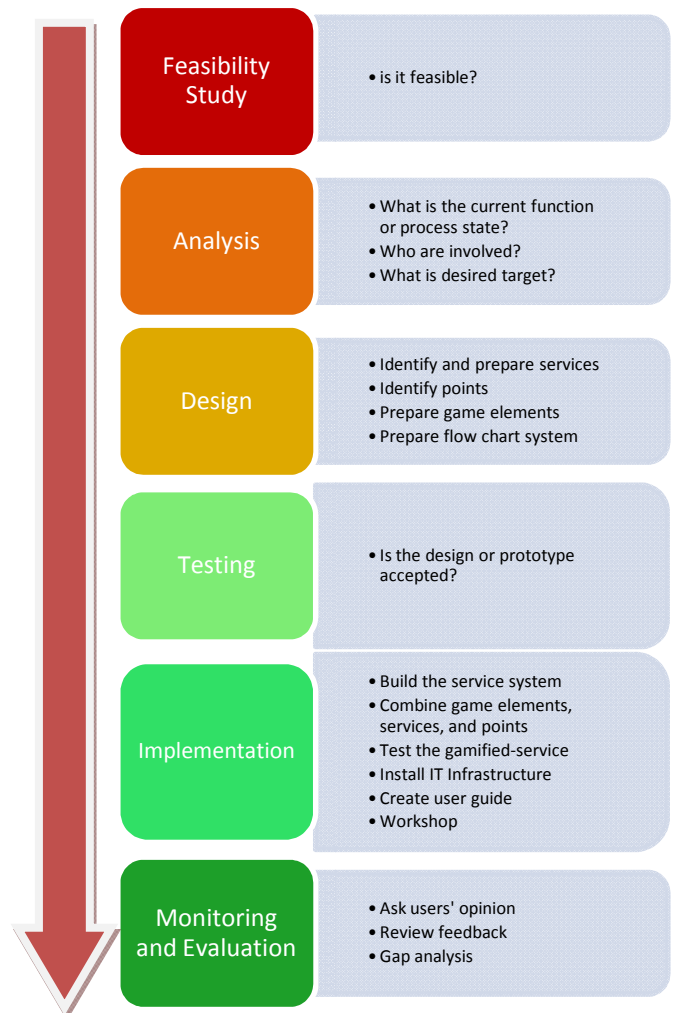 Feasibility
Study
• is it feasible?
Analysis
• What is the current function
or process state?
• Who are involved?
• What is desired target?
Design
• Identify and prepare services
• Identify points
• Prepare game elements
• Prepare flow chart system
Testing
• Is the design or prototype
accepted?
Implementation
• Build the service system
• Combine game elements,
services, and points
• Test the gamified-service
• Install IT Infrastructure
• Create user guide
• Workshop
Monitoring
and Evaluation
• Ask users' opinion
• Review feedback
• Gap analysis